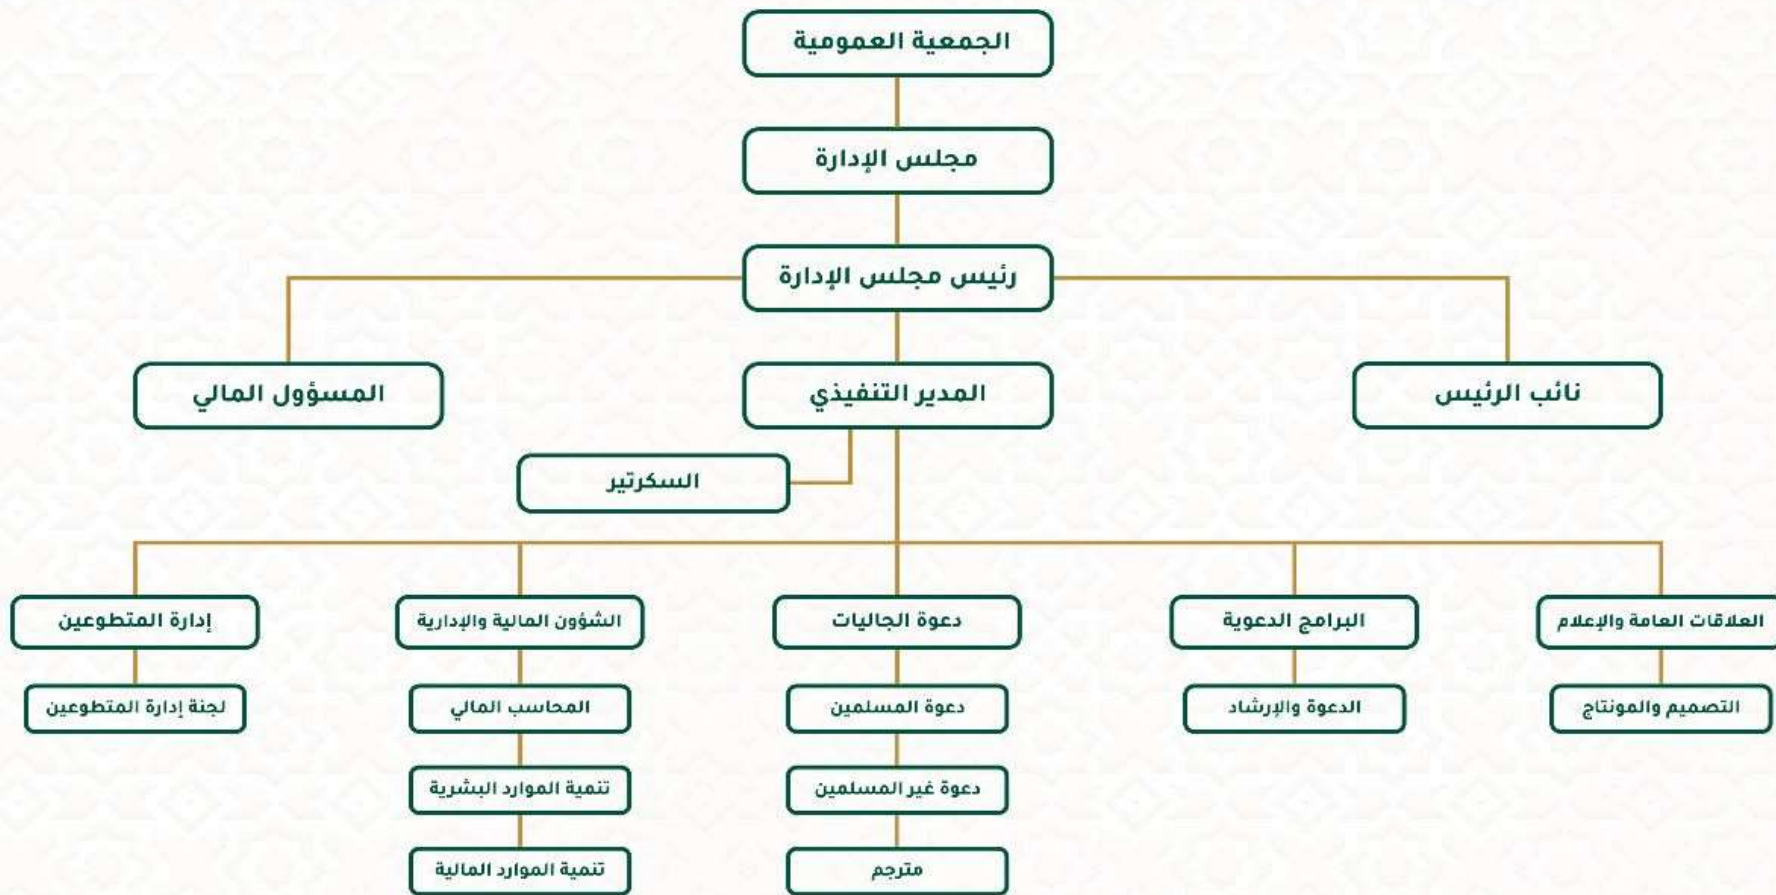 الجمعية العمومية
مجلس الإدارة
رئيس مجلس الإدارة
نائب الرئيس
المدير التنفيذي
المسؤول المالي
السكرتير
العلاقات العامة والإعلام
البرامج الدعوية
دعوة الجاليات
الشؤون المالية والإدارية
إدارة المتطوعين
التصميم والمونتاج
الدعوة والإرشاد
دعوة المسلمين
المحاسب المالي
لجنة إدارة المتطوعين
دعوة غير المسلمين
تنمية الموارد البشرية
مترجم
تنمية الموارد المالية